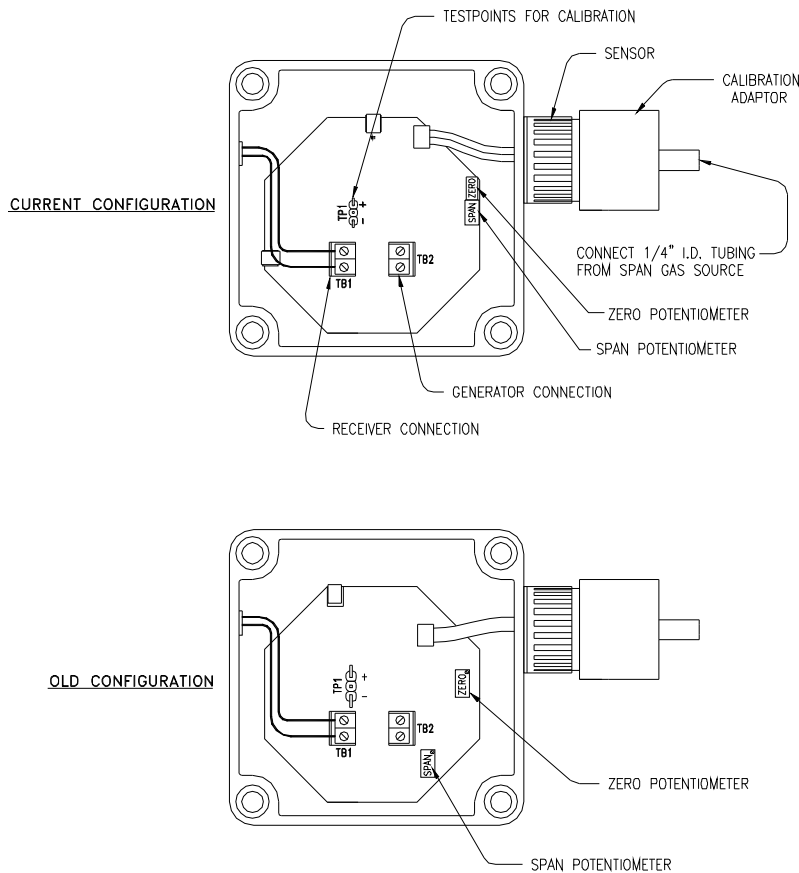 TESTPOINTS FOR CALIBRATION
SENSOR
CALIBRATION
ADAPTOR
CURRENT CONFIGURATION
TP1
+
-
ZERO
SPAN
TB1
TB2
CONNECT 1/4" I.D. TUBING
FROM SPAN GAS SOURCE
ZERO POTENTIOMETER
SPAN POTENTIOMETER
GENERATOR CONNECTION
RECEIVER CONNECTION
OLD CONFIGURATION
TP1
+
-
ZERO
TB1
TB2
SPAN
ZERO POTENTIOMETER
SPAN POTENTIOMETER